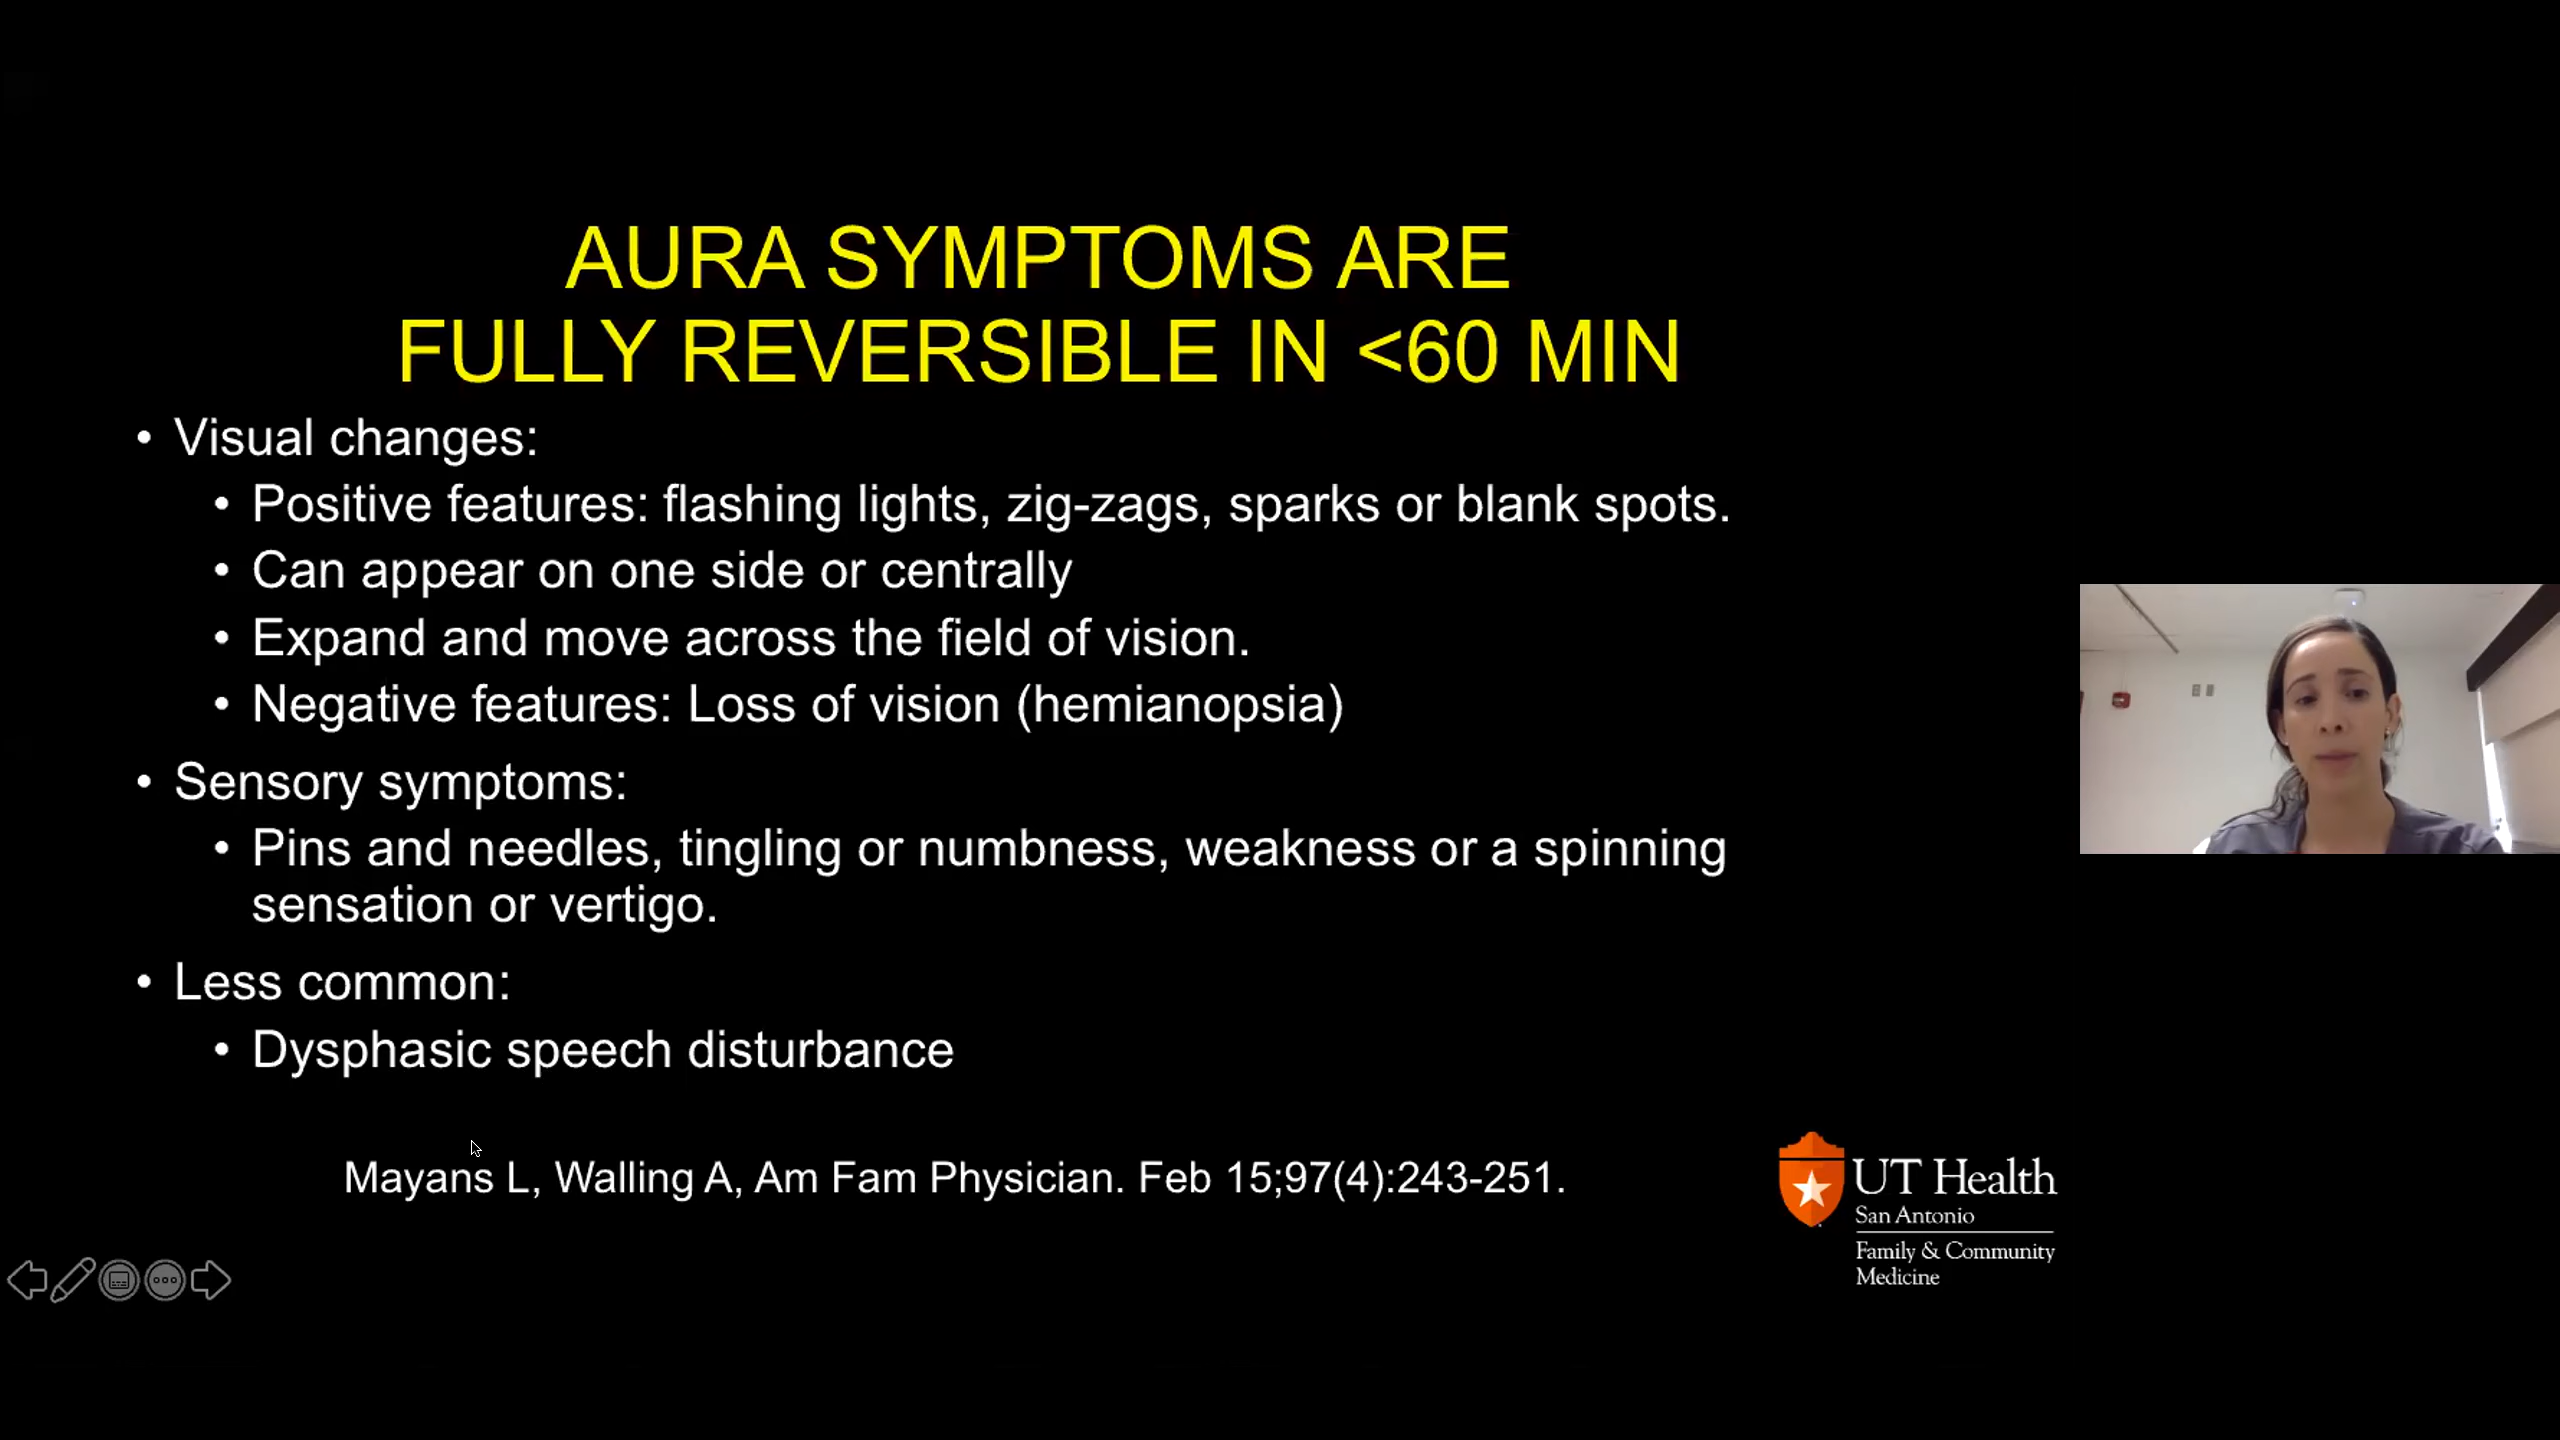 AURA SYMPTOMS ARE
FULLY REVERSIBLE IN <60 MIN
• Visual changes:
• Positive features: flashing lights, zig-zags, sparks or blank spots.
• Can appear on one side or centrally
• Expand and move across the field of vision.
• Negative features: Loss of vision (hemianopsia)
• Sensory symptoms:
• Pins and needles, tingling or numbness, weakness or a spinning
sensation or vertigo.
• Less common:
• Dysphasic speech disturbance
Mayans L, Walling A, Am Fam Physician. Feb 15;97(4):243-251.
UT Health
San Antonio
Family & Community
Medicine